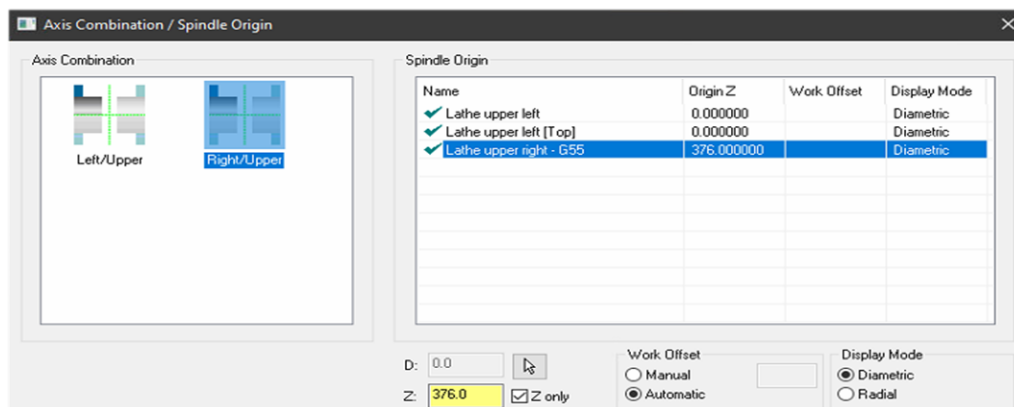 Axis Combination / Spindle Origin
Axis Combination
Left/Upper Right/Upper
Spindle Origin
Name Origin Z Work Offset Display Mode
Lathe upper left 0.000000 Diametric
Lathe upper left [Top] 0.000000 Diametric
Lathe upper right - G55 376.000000 Diametric
D: 0.0
Z: 376.0 Z only
Work Offset
Manual
Automatic
Display Mode
Diametric
Radial